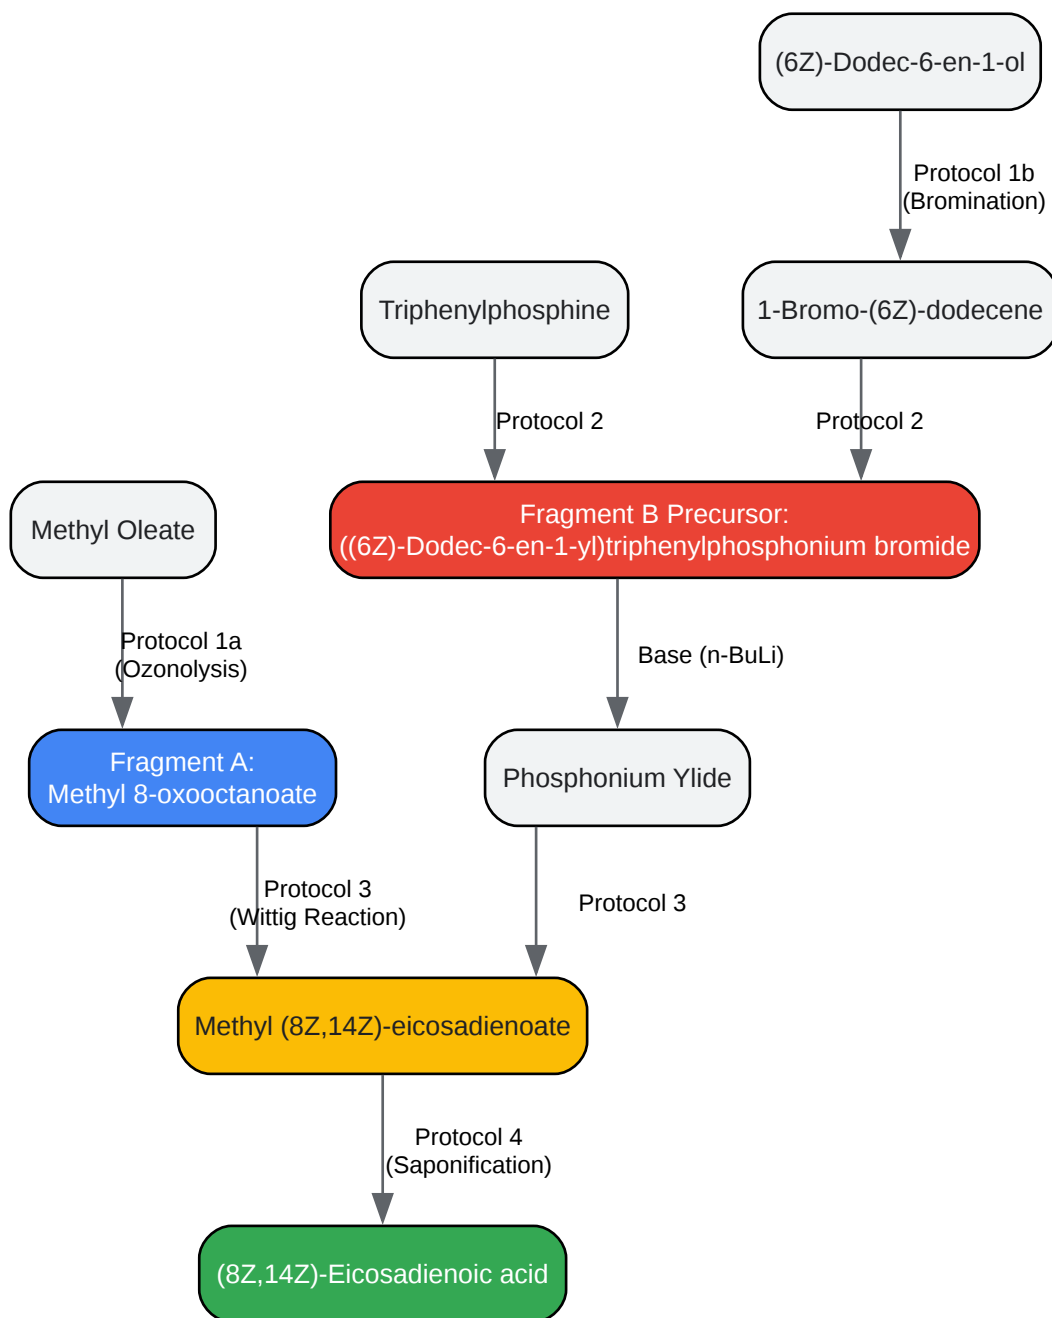 (6Z)-Dodec-6-en-1-ol
Protocol 1b
(Bromination)
Triphenylphosphine
1-Bromo-(6Z)-dodecene
Protocol 2
Protocol 2
Methyl Oleate
Fragment B Precursor:
((6Z)-Dodec-6-en-1-yl)triphenylphosphonium bromide
Protocol 1a
(Ozonolysis)
Base (n-BuLi)
Fragment A:
Methyl 8-oxooctanoate
Phosphonium Ylide
Protocol 3
(Wittig Reaction)
Protocol 3
Methyl (8Z,14Z)-eicosadienoate
Protocol 4
(Saponification)
(8Z,14Z)-Eicosadienoic acid